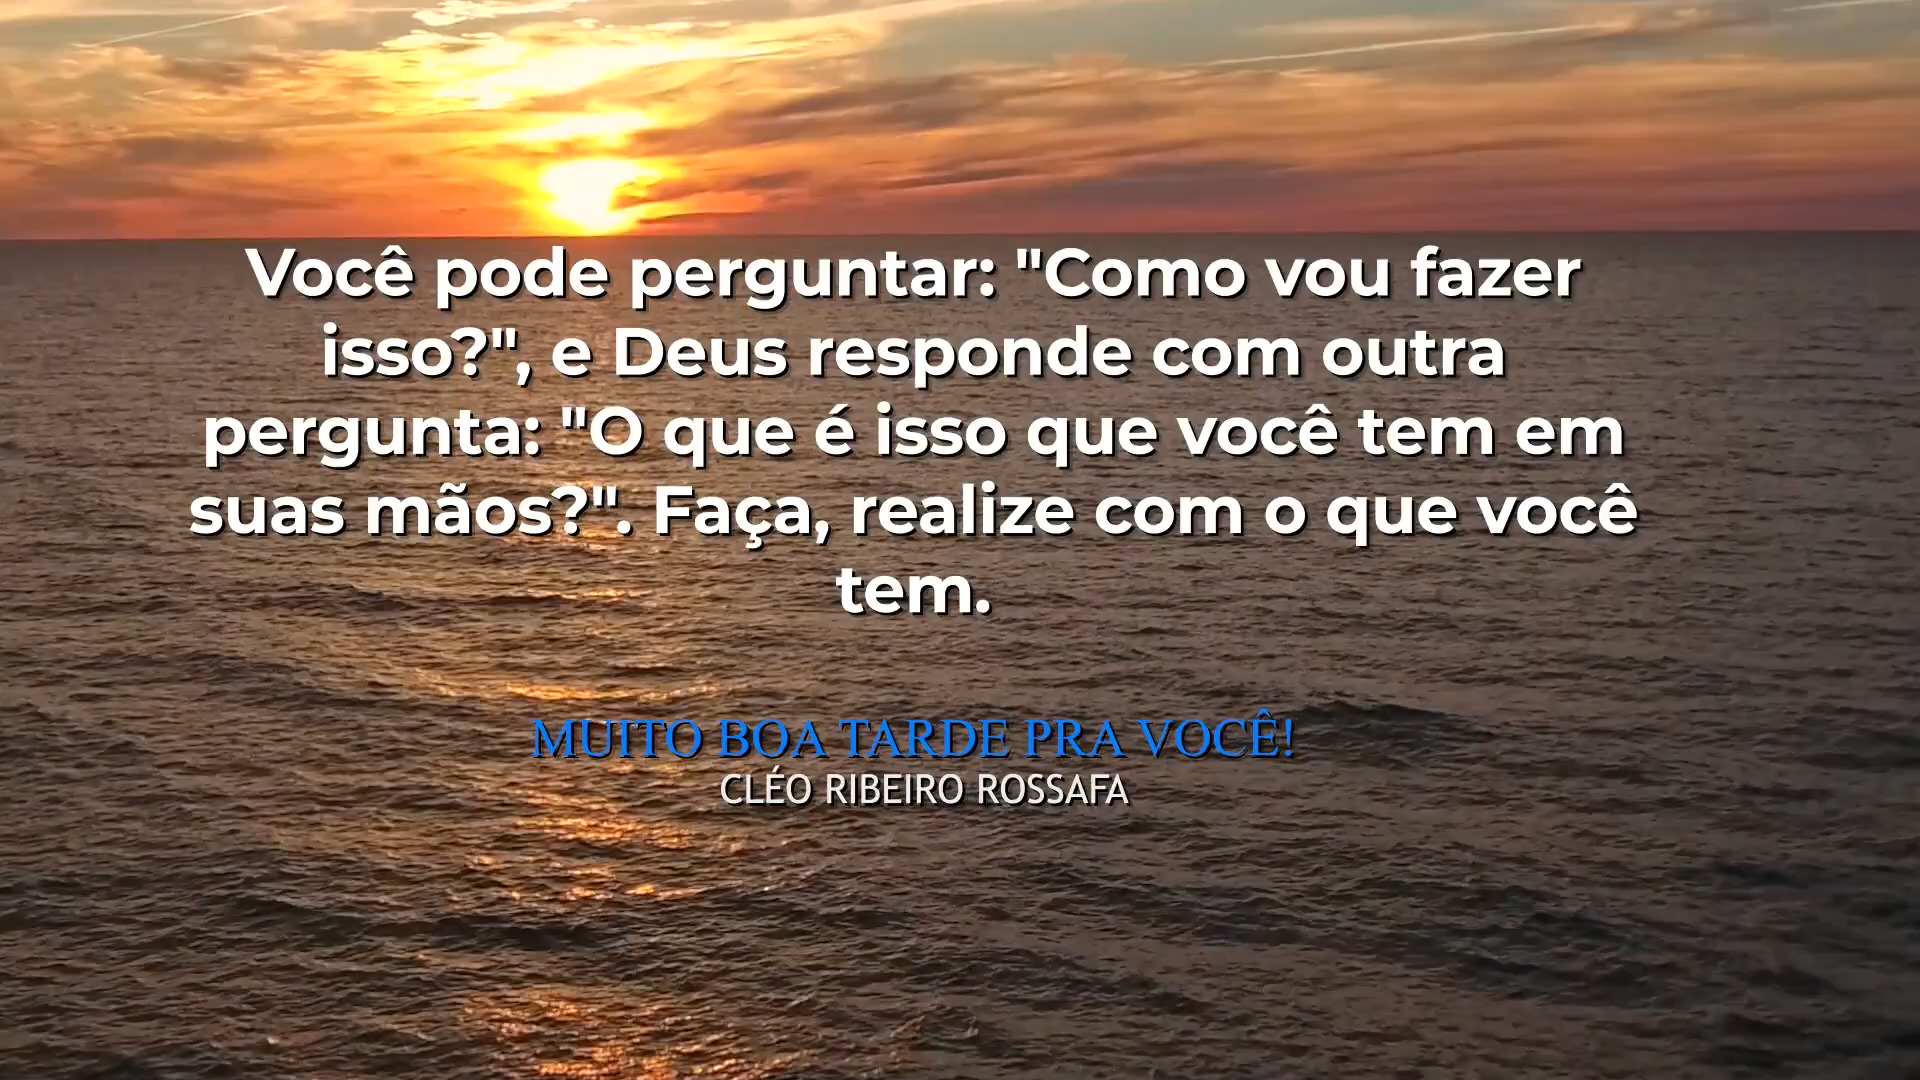 Você pode perguntar: "Como vou fazer
isso?", e Deus responde com outra
pergunta: "O que é isso que você tem em
suas mãos?". Faça, realize com o que você
tem.
MUITO BOA TARDE PRA VOCÊ!
CLÉO RIBEIRO ROSSAFA